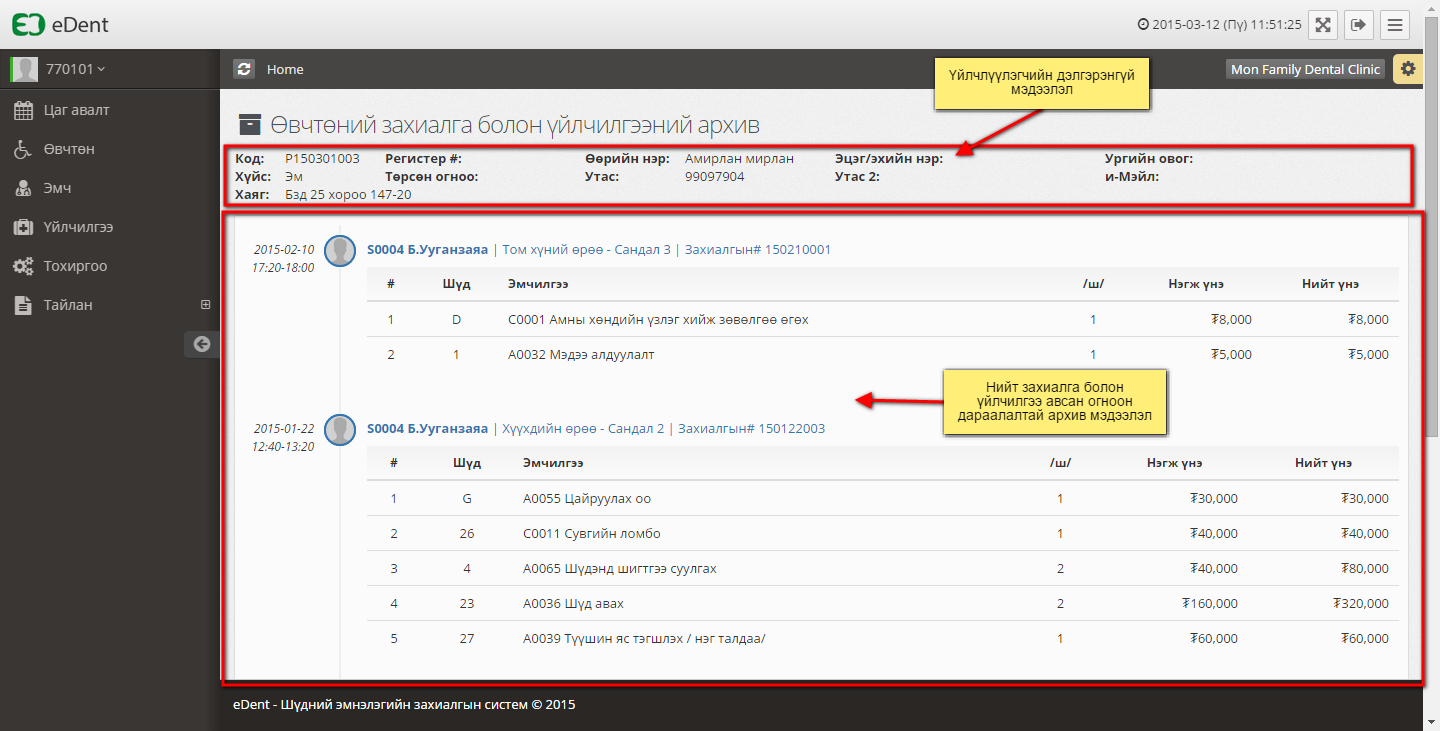 eDent
2015-03-12 (Пү) 11:51:25
770101
Home
Mon Family Dental Clinic
Цаг авалт
Өвчтөн
Эмч
Үйлчилгээ
Тохиргоо
Тайлан
Үйлчлүүлэгчийн дэлгэрэнгүй
мэдээлэл
Өвчтөний захиалга болон үйлчилгээний архив
Код: P150301003 Регистер #: Өөрийн нэр: Амирлан мирлан Эцэг/эхийн нэр: Ургийн овог:
Хүйс: Эм Төрсөн огноо: Утас: 99097904 Утас 2: и-Мэйл:
Хаяг: Бзд 25 хороо 147-20
2015-02-10
17:20-18:00
S0004 Б.Ууганзаяа | Том хүний өрөө - Сандал 3 | Захиалгын# 150210001
# Шүд Эмчилгээ /ш/ Нэгж үнэ Нийт үнэ
1 D C0001 Амны хөндийн үзлэг хийж зөвөлгөө өгөх 1 ₮8,000 ₮8,000
2 1 A0032 Мэдээ алдуулалт 1 ₮5,000 ₮5,000
Нийт захиалга болон
үйлчилгээ авсан огноон
дараалалтай архив мэдээлэл
2015-01-22
12:40-13:20
S0004 Б.Ууганзаяа | Хүүхдийн өрөө - Сандал 2 | Захиалгын# 150122003
# Шүд Эмчилгээ /ш/ Нэгж үнэ Нийт үнэ
1 G A0055 Цайруулах оо 1 ₮30,000 ₮30,000
2 26 C0011 Сувгийн ломбо 1 ₮40,000 ₮40,000
3 4 A0065 Шүдэнд шигтгээ суулгах 2 ₮40,000 ₮80,000
4 23 A0036 Шүд авах 2 ₮160,000 ₮320,000
5 27 A0039 Түүшин яс тэгшлэх / нэг талдаа/ 1 ₮60,000 ₮60,000
eDent - Шүдний эмнэлэгийн захиалгын систем © 2015